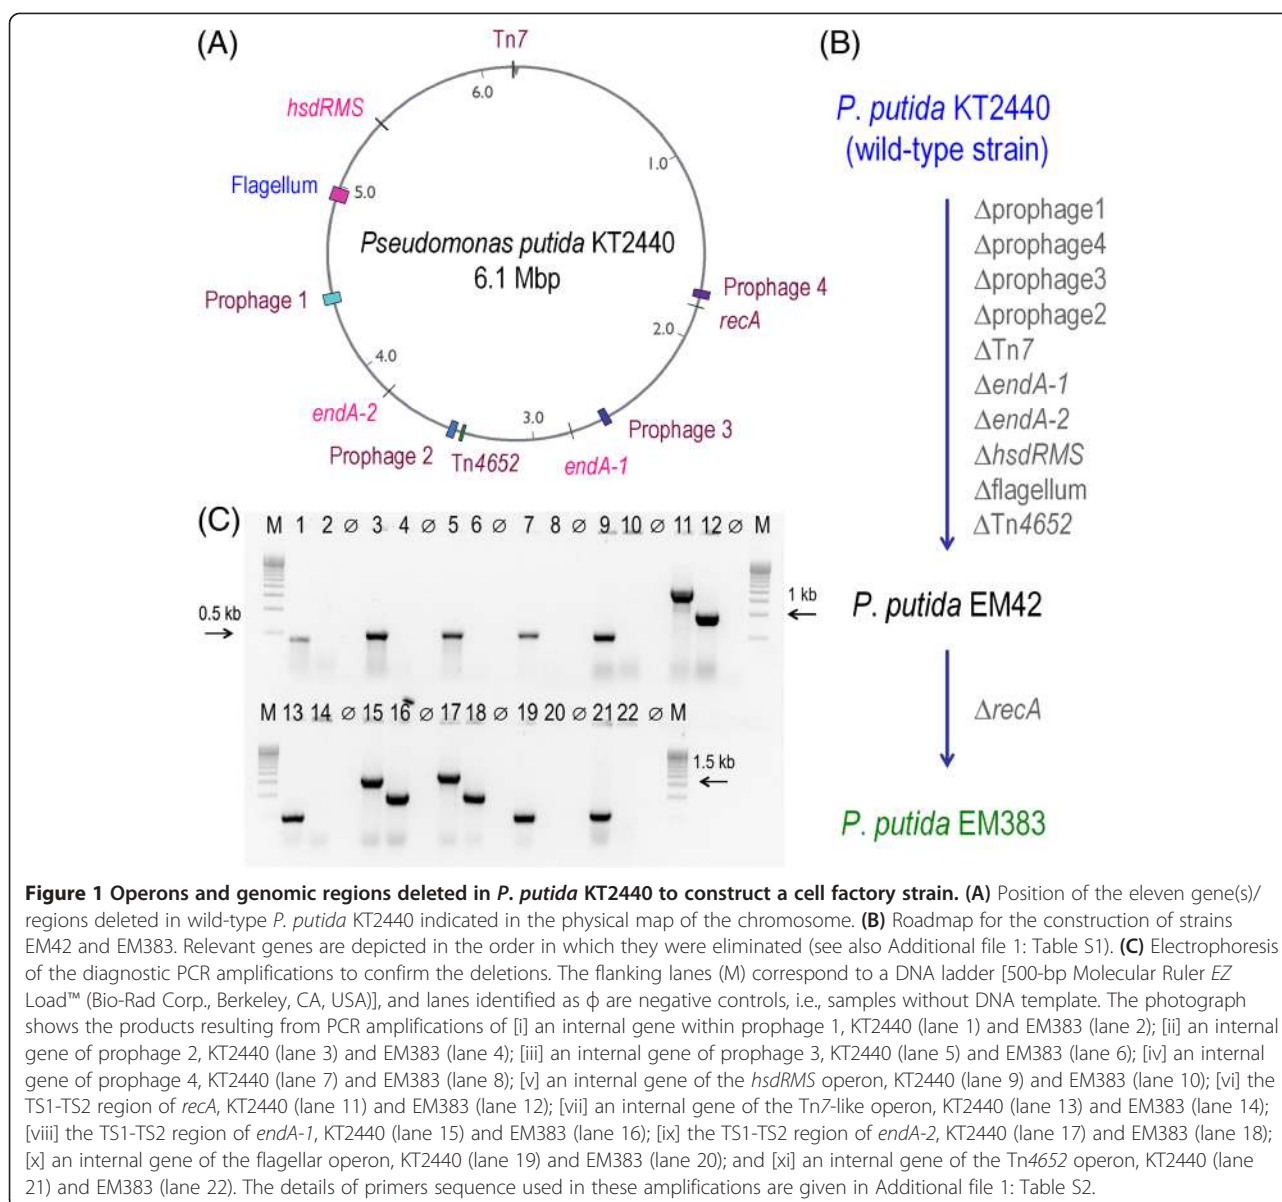 (A)
Tn7
6.0
hsdRMS
1.0
Flagellum
5.0
Pseudomonas putida KT2440
6.1 Mbp
Prophage 1
Prophage 4
recA
2.0
4.0
endA-2
3.0
Prophage 3
Prophage 2
Tn4652
endA-1
(B)
P. putida KT2440
(wild-type strain)
Δprophage1
Δprophage4
Δprophage3
Δprophage2
ΔTn7
ΔendA-1
ΔendA-2
ΔhsdRMS
Δflagellum
ΔTn4652
P. putida EM42
ΔrecA
P. putida EM383
(C)
M 1 2 ∅ 3 4 ∅ 5 6 ∅ 7 8 ∅ 9 10 ∅ 11 12 ∅ M
0.5 kb
1 kb
M 13 14 ∅ 15 16 ∅ 17 18 ∅ 19 20 ∅ 21 22 ∅ M
1.5 kb
Figure 1 Operons and genomic regions deleted in P. putida KT2440 to construct a cell factory strain. (A) Position of the eleven gene(s)/
regions deleted in wild-type P. putida KT2440 indicated in the physical map of the chromosome. (B) Roadmap for the construction of strains
EM42 and EM383. Relevant genes are depicted in the order in which they were eliminated (see also Additional file 1: Table S1). (C) Electrophoresis
of the diagnostic PCR amplifications to confirm the deletions. The flanking lanes (M) correspond to a DNA ladder [500-bp Molecular Ruler EZ
Load™ (Bio-Rad Corp., Berkeley, CA, USA)], and lanes identified as ϕ are negative controls, i.e., samples without DNA template. The photograph
shows the products resulting from PCR amplifications of [i] an internal gene within prophage 1, KT2440 (lane 1) and EM383 (lane 2); [ii] an internal
gene of prophage 2, KT2440 (lane 3) and EM383 (lane 4); [iii] an internal gene of prophage 3, KT2440 (lane 5) and EM383 (lane 6); [iv] an internal
gene of prophage 4, KT2440 (lane 7) and EM383 (lane 8); [v] an internal gene of the hsdRMS operon, KT2440 (lane 9) and EM383 (lane 10); [vi] the
TS1-TS2 region of recA, KT2440 (lane 11) and EM383 (lane 12); [vii] an internal gene of the Tn7-like operon, KT2440 (lane 13) and EM383 (lane 14);
[viii] the TS1-TS2 region of endA-1, KT2440 (lane 15) and EM383 (lane 16); [ix] the TS1-TS2 region of endA-2, KT2440 (lane 17) and EM383 (lane 18);
[x] an internal gene of the flagellar operon, KT2440 (lane 19) and EM383 (lane 20); and [xi] an internal gene of the Tn4652 operon, KT2440 (lane
21) and EM383 (lane 22). The details of primers sequence used in these amplifications are given in Additional file 1: Table S2.